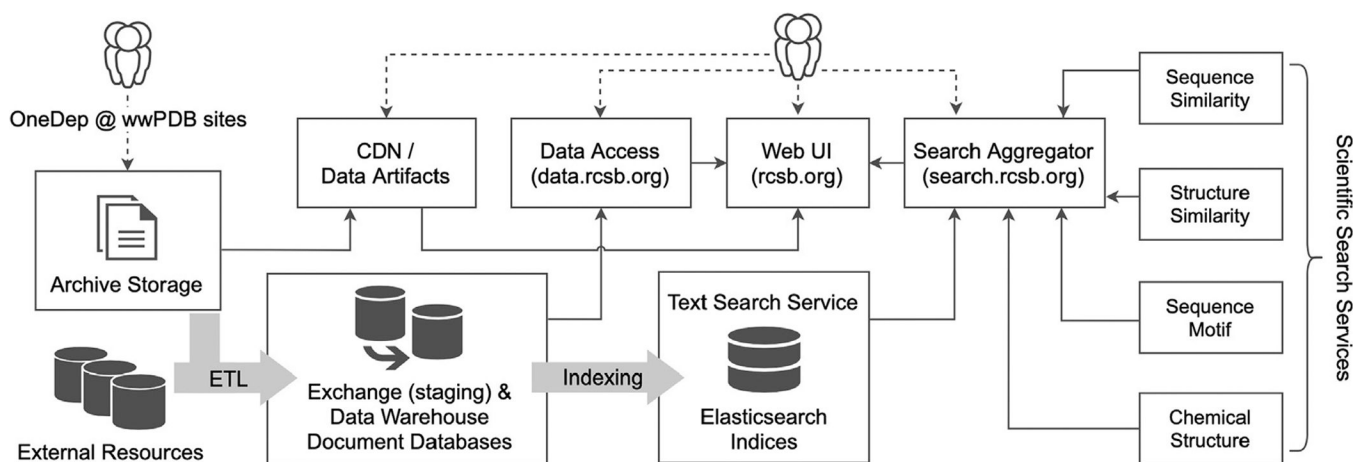 OneDep @ wwPDB sites
CDN /
Data Artifacts
Data Access
(data.rcsb.org)
Web UI
(rcsb.org)
Search Aggregator
(search.rcsb.org)
Sequence
Similarity
Structure
Similarity
Sequence
Motif
Chemical
Structure
Scientific Search Services
Archive Storage
External Resources
ETL
Exchange (staging) &
Data Warehouse
Document Databases
Indexing
Text Search Service
Elasticsearch
Indices